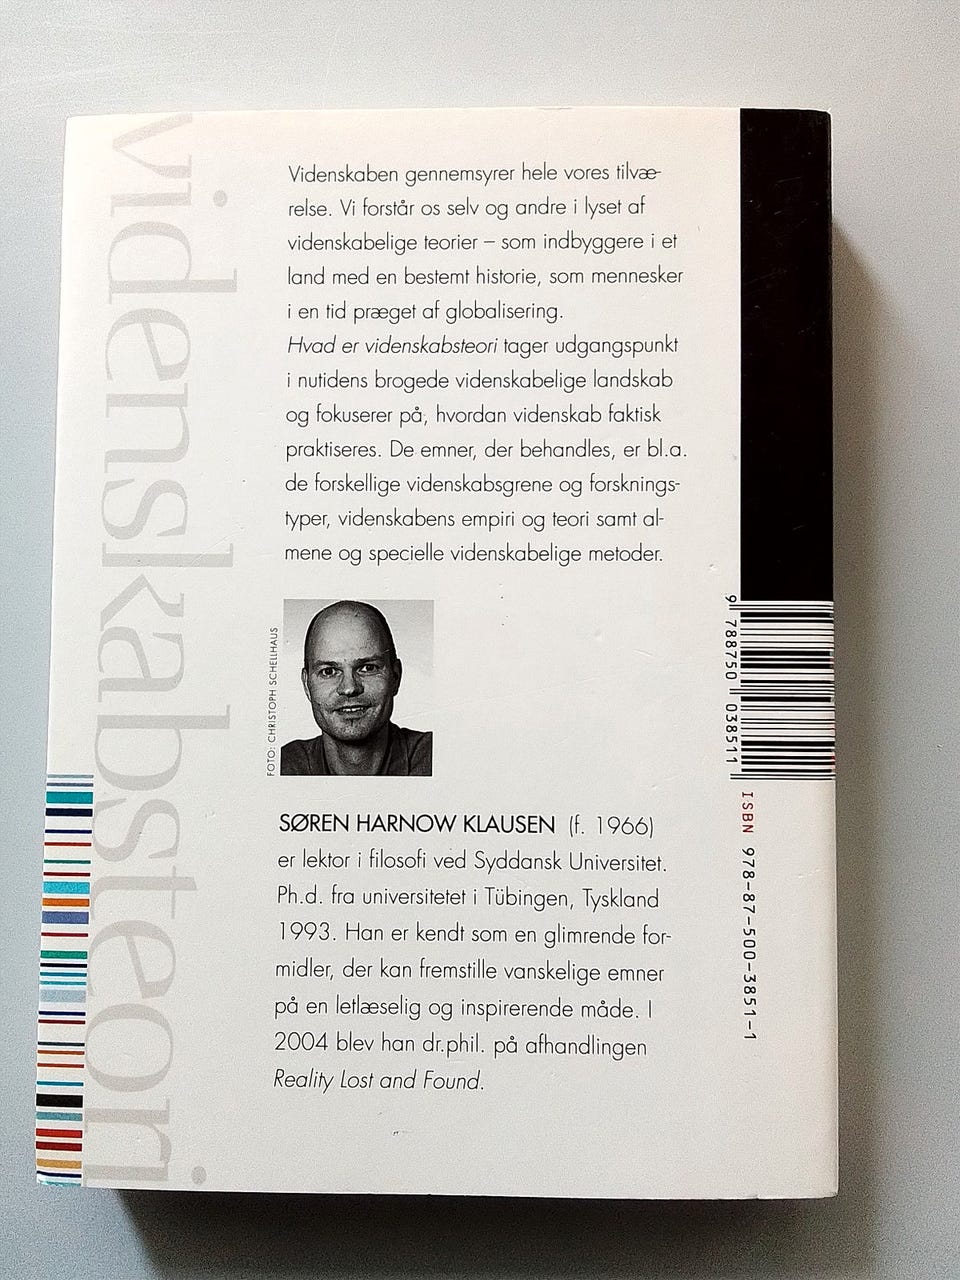 videnskabsteori
Videnskaben gennemsyrer hele vores tilvæ-
relse. Vi forstår os selv og andre i lyset af
videnskabelige teorier – som indbyggere i et
land med en bestemt historie, som mennesker
i en tid præget af globalisering.
Hvad er videnskabsteori tager udgangspunkt
i nutidens brogede videnskabelige landskab
og fokuserer på, hvordan videnskab faktisk
praktiseres. De emner, der behandles, er bl.a.
de forskellige videnskabsgrene og forsknings-
typer, videnskabens empiri og teori samt al-
mene og specielle videnskabelige metoder.
FOTO: CHRISTOPH SCHELLHAUS
SØREN HARNOW KLAUSEN (f. 1966)
er lektor i filosofi ved Syddansk Universitet.
Ph.d. fra universitetet i Tübingen, Tyskland
1993. Han er kendt som en glimrende for-
midler, der kan fremstille vanskelige emner
på en letlæselig og inspirerende måde. I
2004 blev han dr.phil. på afhandlingen
Reality Lost and Found.
9 788750 038511
ISBN 978-87-500-3851-1